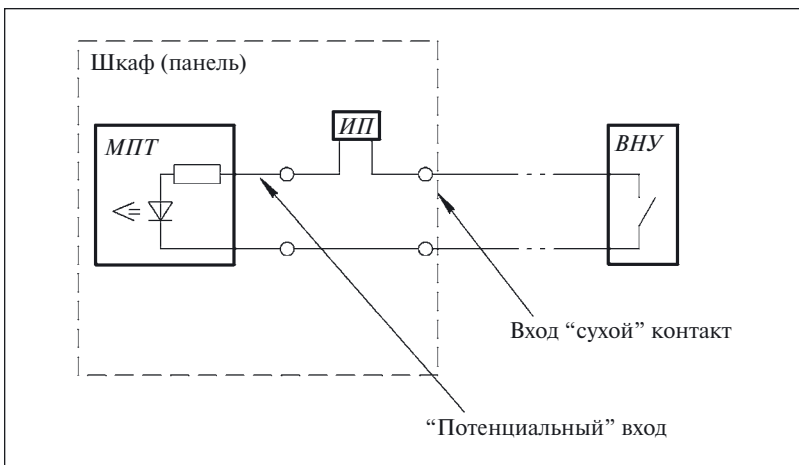 Шкаф (панель)
МПТ
ИП
ВНУ
Вход “сухой” контакт
“Потенциальный” вход